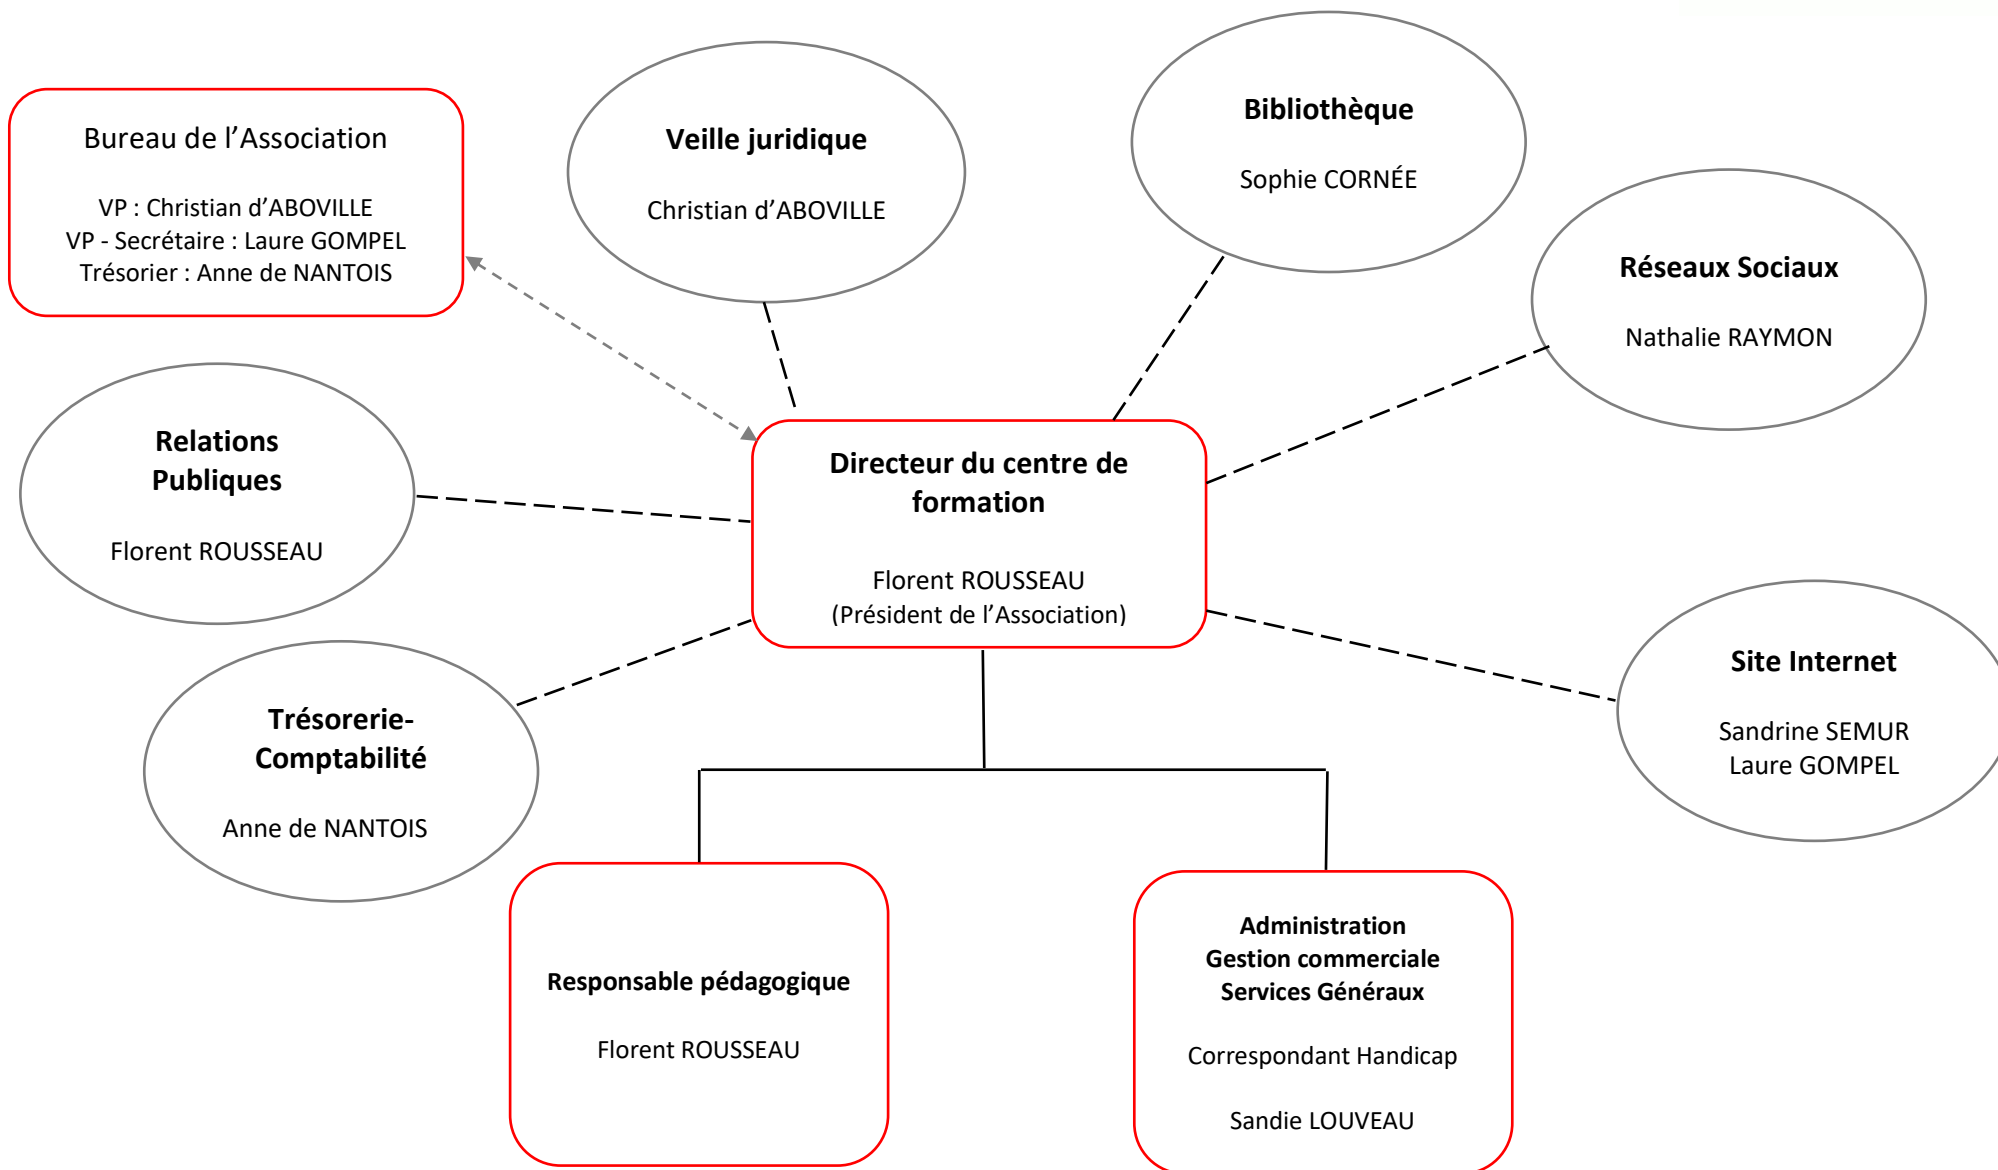 Bureau de l’Association
VP : Christian d’ABOVILLE
VP - Secrétaire : Laure GOMPEL
Trésorier : Anne de NANTOIS
Veille juridique
Christian d’ABOVILLE
Bibliothèque
Sophie CORNÉE
Réseaux Sociaux
Nathalie RAYMON
Relations
Publiques
Florent ROUSSEAU
Directeur du centre de
formation
Florent ROUSSEAU
(Président de l’Association)
Site Internet
Sandrine SEMUR
Laure GOMPEL
Trésorerie-
Comptabilité
Anne de NANTOIS
Responsable pédagogique
Florent ROUSSEAU
Administration
Gestion commerciale
Services Généraux
Correspondant Handicap
Sandie LOUVEAU